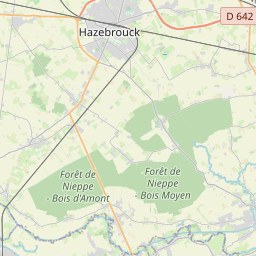 D 642
Hazebrouck
Forêt de
Nieppe
- Bois d'Amont
Forêt de
Nieppe
- Bois Moyen